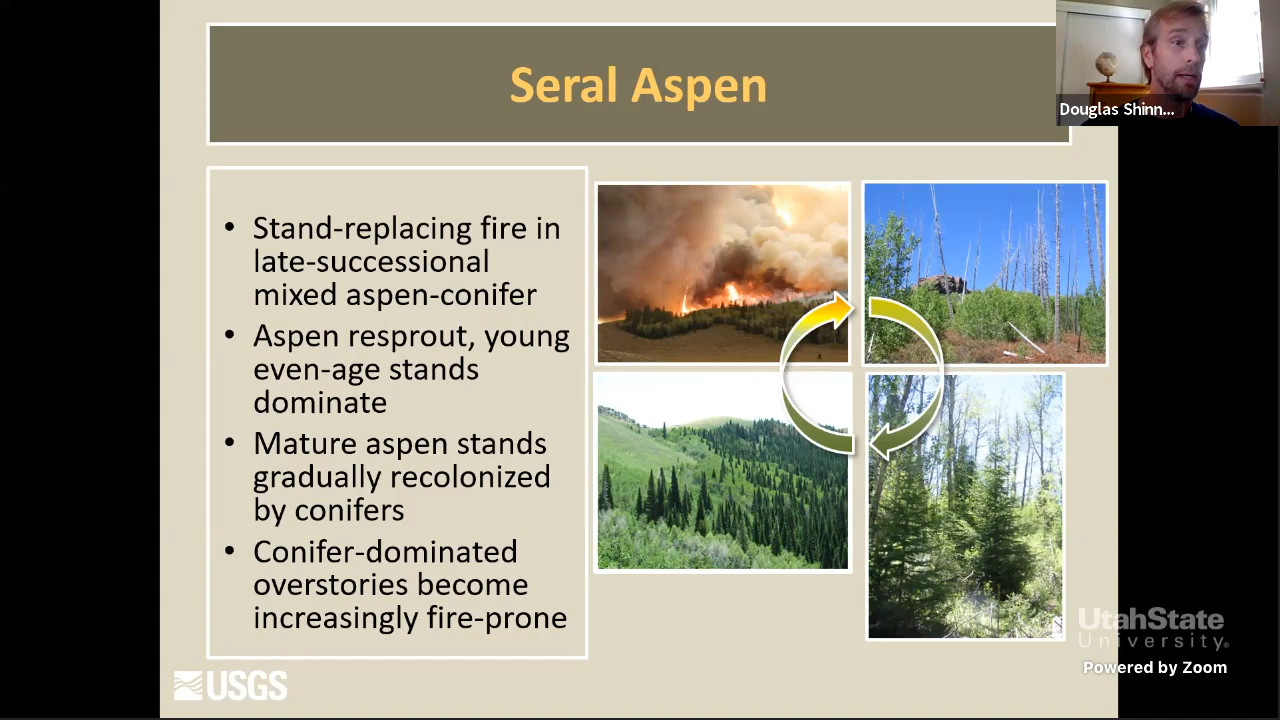 Seral Aspen
Douglas Shinn...
• Stand-replacing fire in
late-successional
mixed aspen-conifer
• Aspen resprout, young
even-age stands
dominate
• Mature aspen stands
gradually recolonized
by conifers
• Conifer-dominated
overstories become
increasingly fire-prone
USGS
UtahState
University®
Powered by Zoom